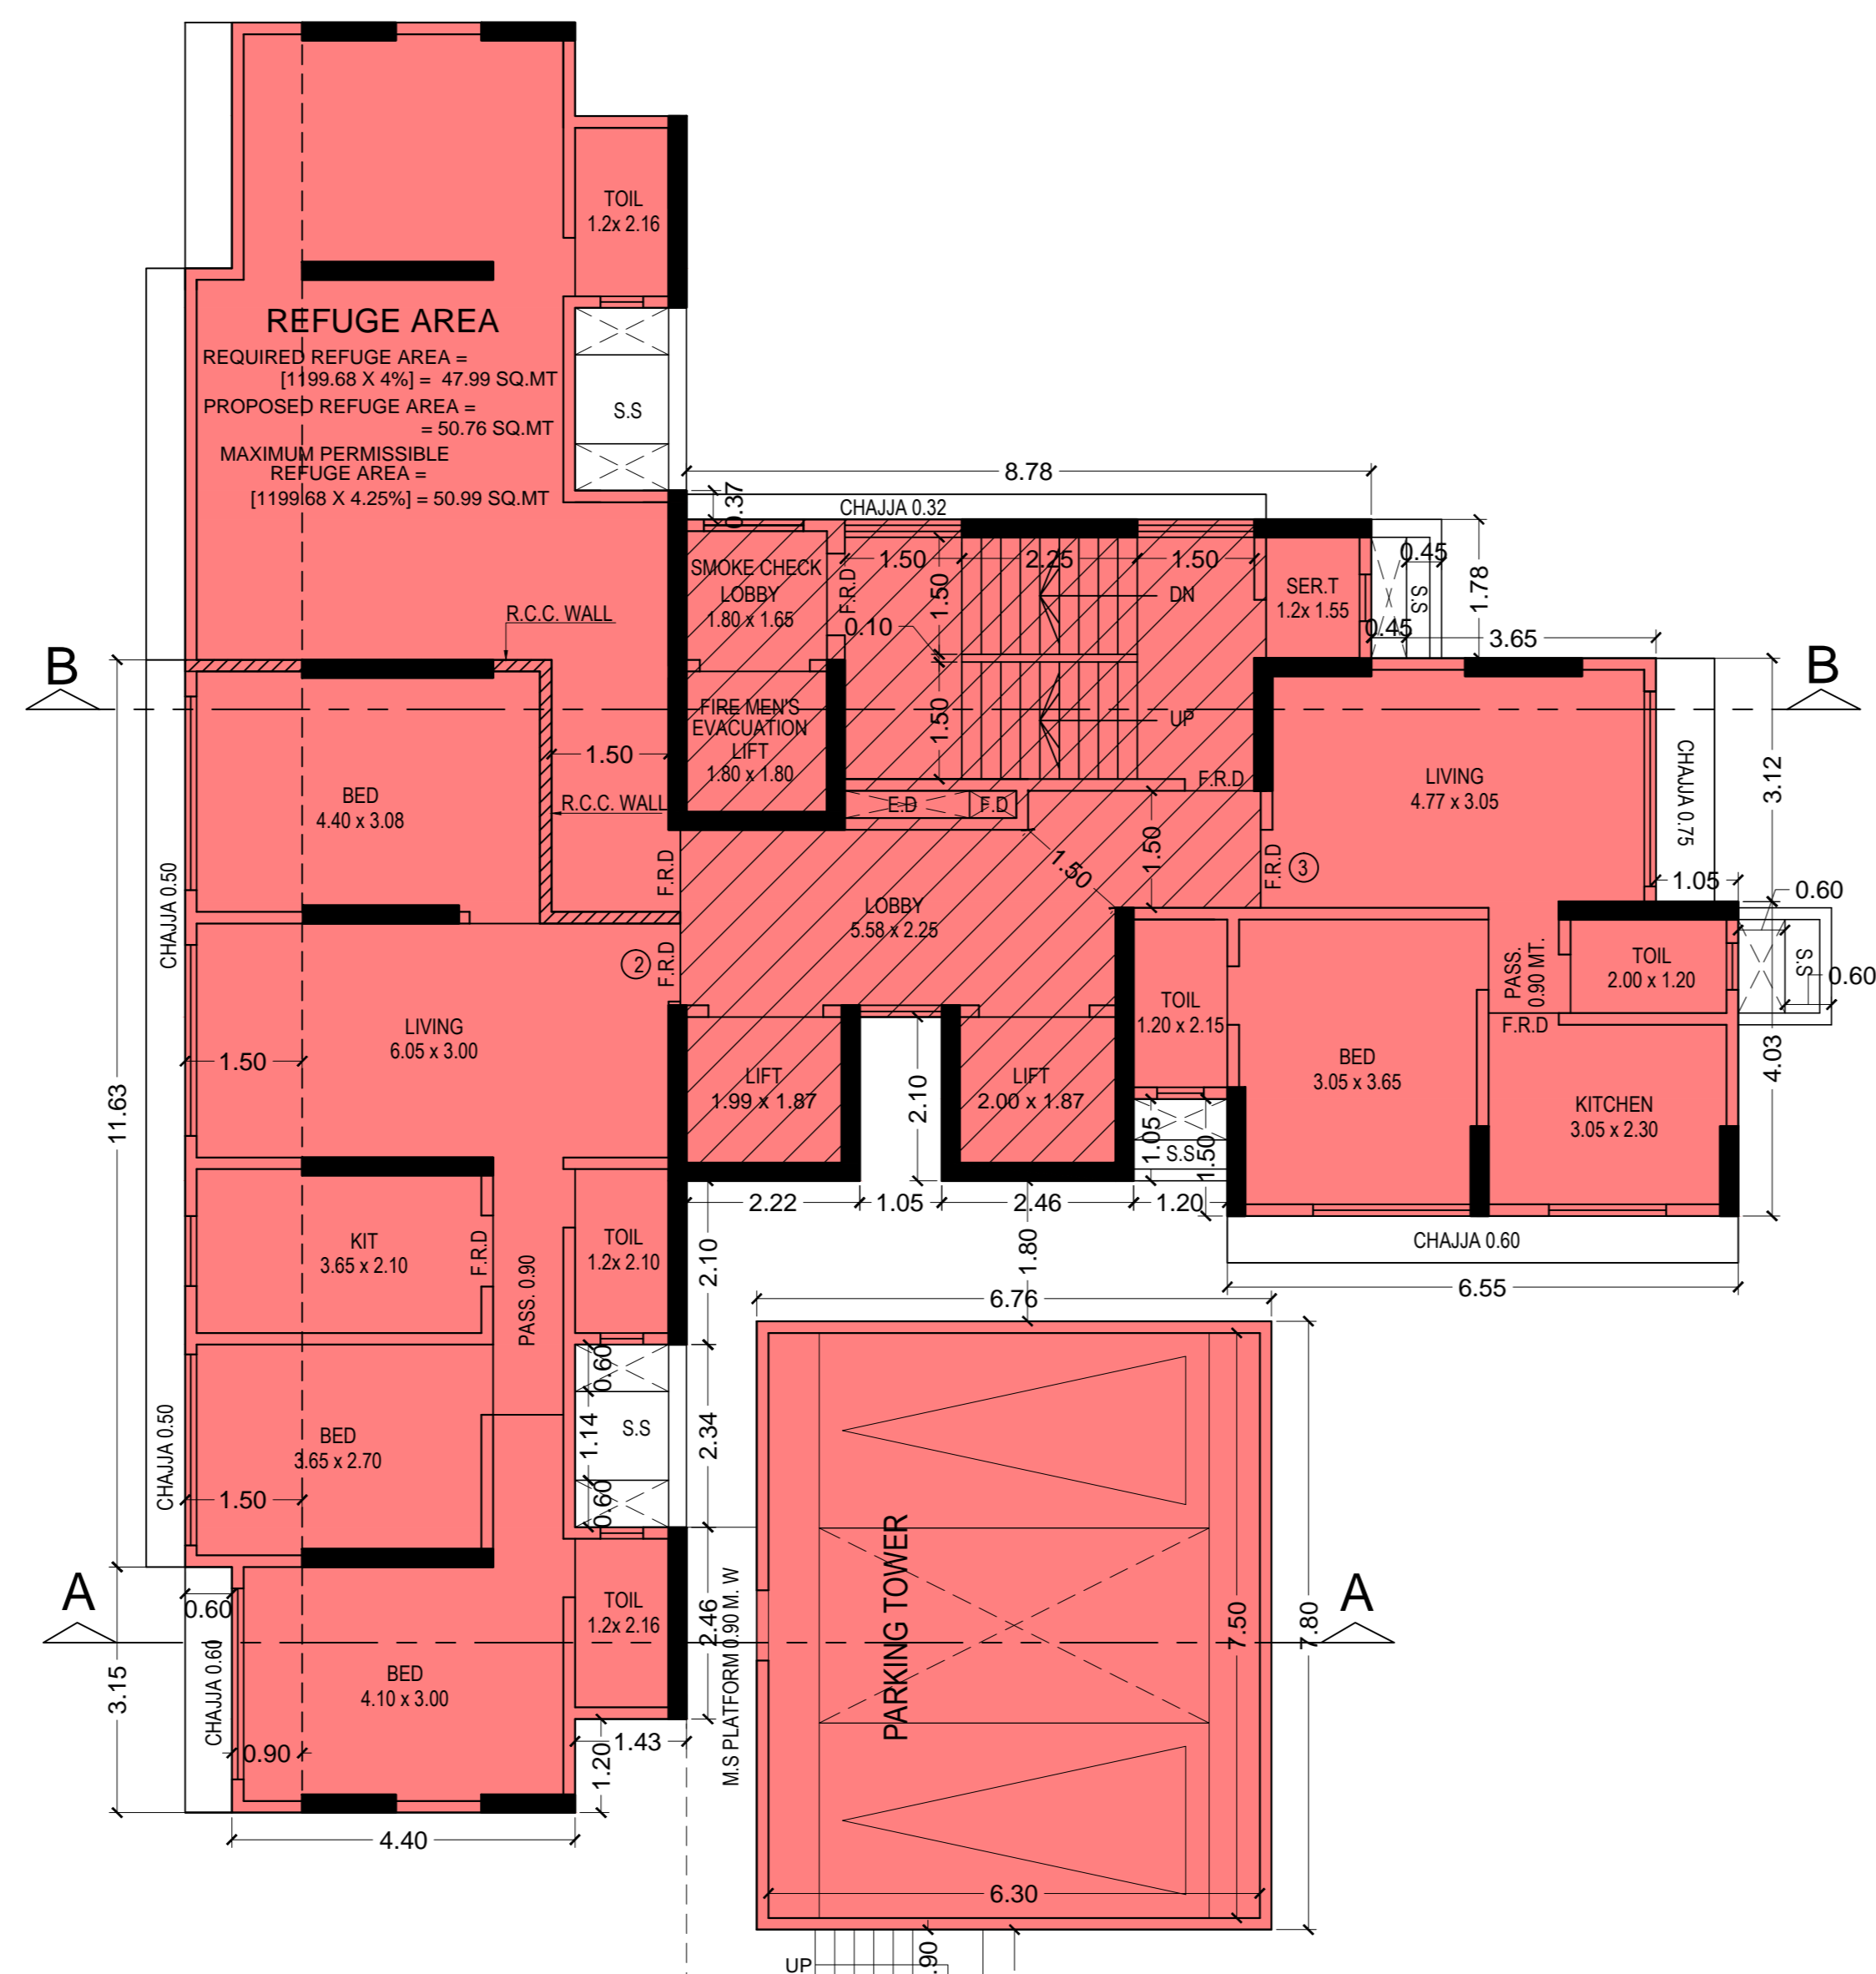 TOIL
1.2x 2.16
REFUGE AREA
REQUIRED REFUGE AREA =
[1199.68 X 4%] = 47.99 SQ.MT
PROPOSED REFUGE AREA =
= 50.76 SQ.MT
MAXIMUM PERMISSIBLE
REFUGE AREA =
[1199.68 X 4.25%] = 50.99 SQ.MT
S.S
8.78
0.37
CHAJJA 0.32
SMOKE CHECK
LOBBY
1.80 x 1.65
F.R.D
1.50
2.25
1.50
1.50
0.10
1.50
DN
UP
SER.T
1.2x 1.55
0.45
S.S
1.78
0.45
3.65
R.C.C. WALL
B
B
FIRE MEN'S
EVACUATION
LIFT
1.80 x 1.80
1.50
R.C.C. WALL
BED
4.40 x 3.08
E.D
F.D
F.R.D
LIVING
4.77 x 3.05
CHAJJA 0.75
3.12
1.50
1.50
F.R.D
3
1.05
0.60
CHAJJA 0.50
F.R.D
LOBBY
5.58 x 2.25
2
F.R.D
TOIL
1.20 x 2.15
PASS.
0.90 MT.
TOIL
2.00 x 1.20
S.S
0.60
F.R.D
LIVING
6.05 x 3.00
1.50
11.63
LIFT
1.99 x 1.87
2.10
LIFT
2.00 x 1.87
BED
3.05 x 3.65
KITCHEN
3.05 x 2.30
4.03
1.05
S.S
1.50
2.22
1.05
2.46
1.20
KIT
3.65 x 2.10
F.R.D
PASS. 0.90
TOIL
1.2x 2.10
2.10
1.80
CHAJJA 0.60
6.55
6.76
0.60
1.14
0.60
S.S
2.34
BED
3.65 x 2.70
CHAJJA 0.50
1.50
PARKING TOWER
7.50
7.80
A
A
0.60
CHAJJA 0.60
TOIL
1.2x 2.16
2.46
M.S PLATFORM 0.90 M. W
BED
4.10 x 3.00
3.15
0.90
1.43
1.20
4.40
6.30
UP
.90